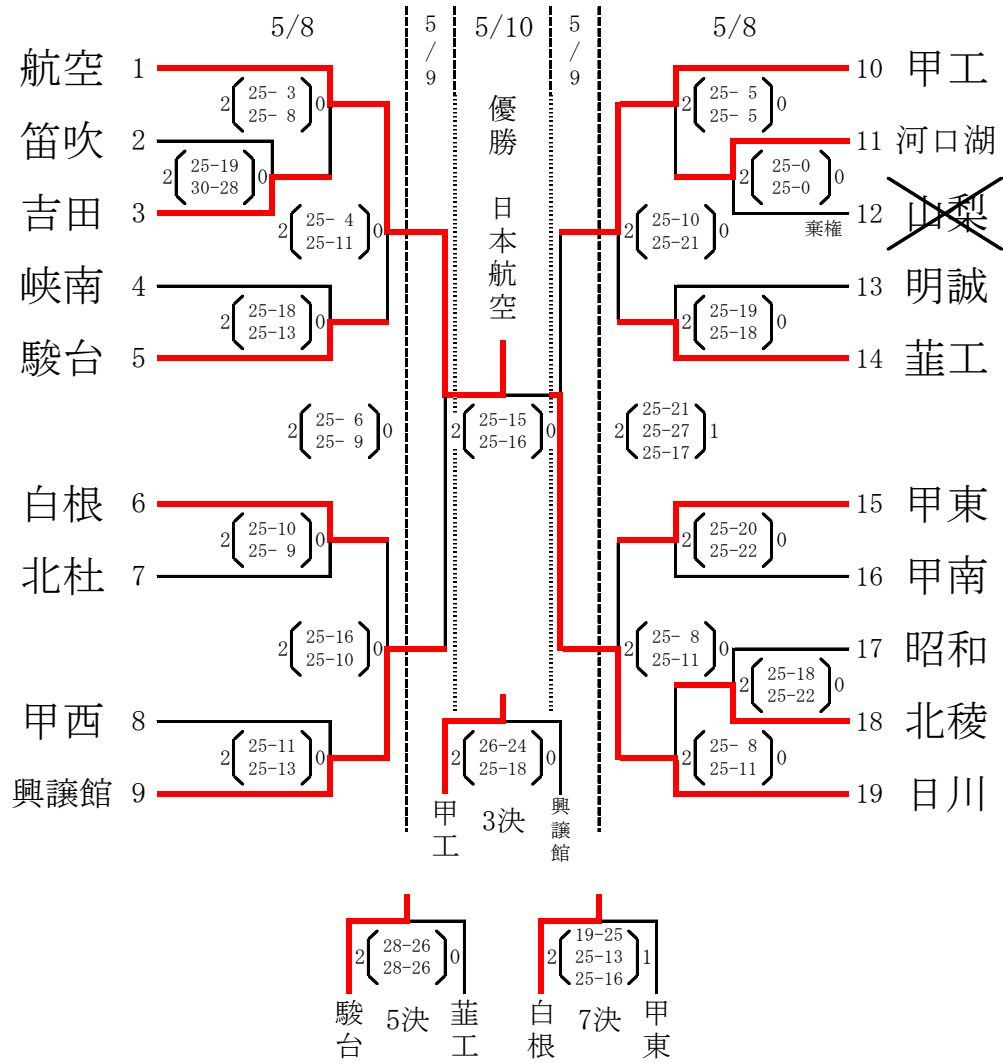 5/8
5/9
5/10
5/9
5/8
優勝 日本航空
航空 1
笛吹 2
吉田 3
峡南 4
駿台 5
白根 6
北杜 7
甲西 8
興譲館 9
2 25- 3 0
25- 8
2 25-19 0
30-28
2 25- 4 0
25-11
2 25-18 0
25-13
2 25- 6 0
25- 9
2 25-10 0
25- 9
2 25-16 0
25-10
2 25-11 0
25-13
2 25-15 0
25-16
10 甲工
11 河口湖
12 山梨
棄権
13 明誠
14 韮工
15 甲東
16 甲南
17 昭和
18 北稜
19 日川
2 25- 5 0
25- 5
2 25-0 0
25-0
2 25-10 0
25-21
2 25-19 0
25-18
2 25-21 1
25-27
25-17
2 25-20 0
25-22
2 25- 8 0
25-11
2 25-18 0
25-22
2 25- 8 0
25-11
2 26-24 0
25-18
甲工 3決 興譲館
2 28-26 0
28-26
駿台 5決 韮工
2 19-25 1
25-13
25-16
白根 7決 甲東